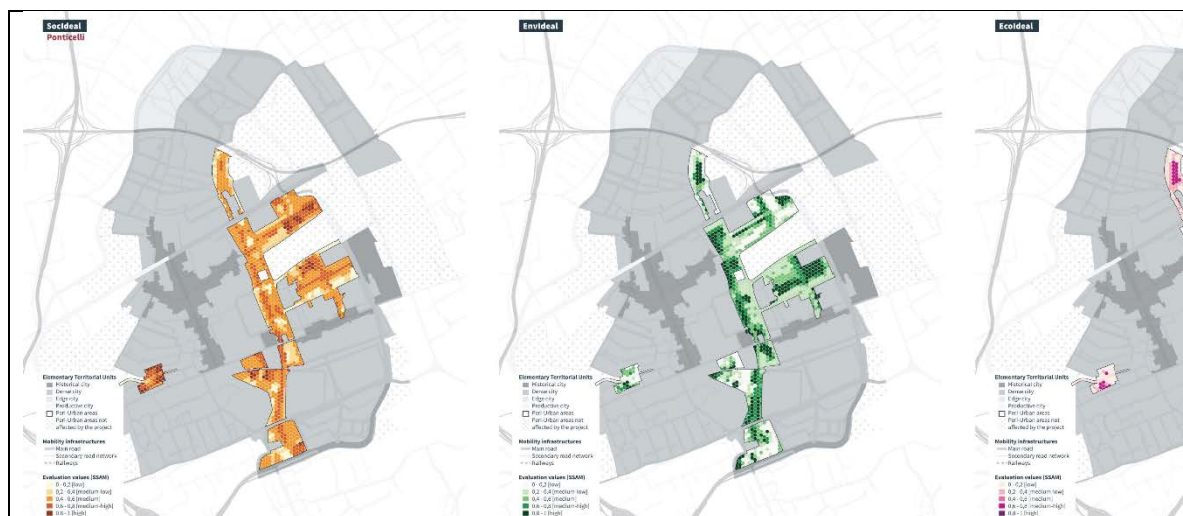 SocIdeal
Ponticelli
Elementary Territorial Units
Historical city
Dense city
Edge city
Productive city
Peri-Urban areas
Peri-Urban areas not
affected by the project
Mobility infrastructures
Main road
Secondary road network
Railways
Evaluation values (SSAM)
0 - 0,2 [low]
0,2 - 0,4 [medium-low]
0,4 - 0,6 [medium]
0,6 - 0,8 [medium-high]
0,8 - 1 [high]
EnvIdeal
Elementary Territorial Units
Historical city
Dense city
Edge city
Productive city
Peri-Urban areas
Peri-Urban areas not
affected by the project
Mobility infrastructures
Main road
Secondary road network
Railways
Evaluation values (SSAM)
0 - 0,2 [low]
0,2 - 0,4 [medium-low]
0,4 - 0,6 [medium]
0,6 - 0,8 [medium-high]
0,8 - 1 [high]
EcoIdeal
Elementary Territorial Units
Historical city
Dense city
Edge city
Productive city
Peri-Urban areas
Peri-Urban areas not
affected by the project
Mobility infrastructures
Main road
Secondary road network
Railways
Evaluation values (SSAM)
0 - 0,2 [low]
0,2 - 0,4 [medium-low]
0,4 - 0,6 [medium]
0,6 - 0,8 [medium-high]
0,8 - 1 [high]